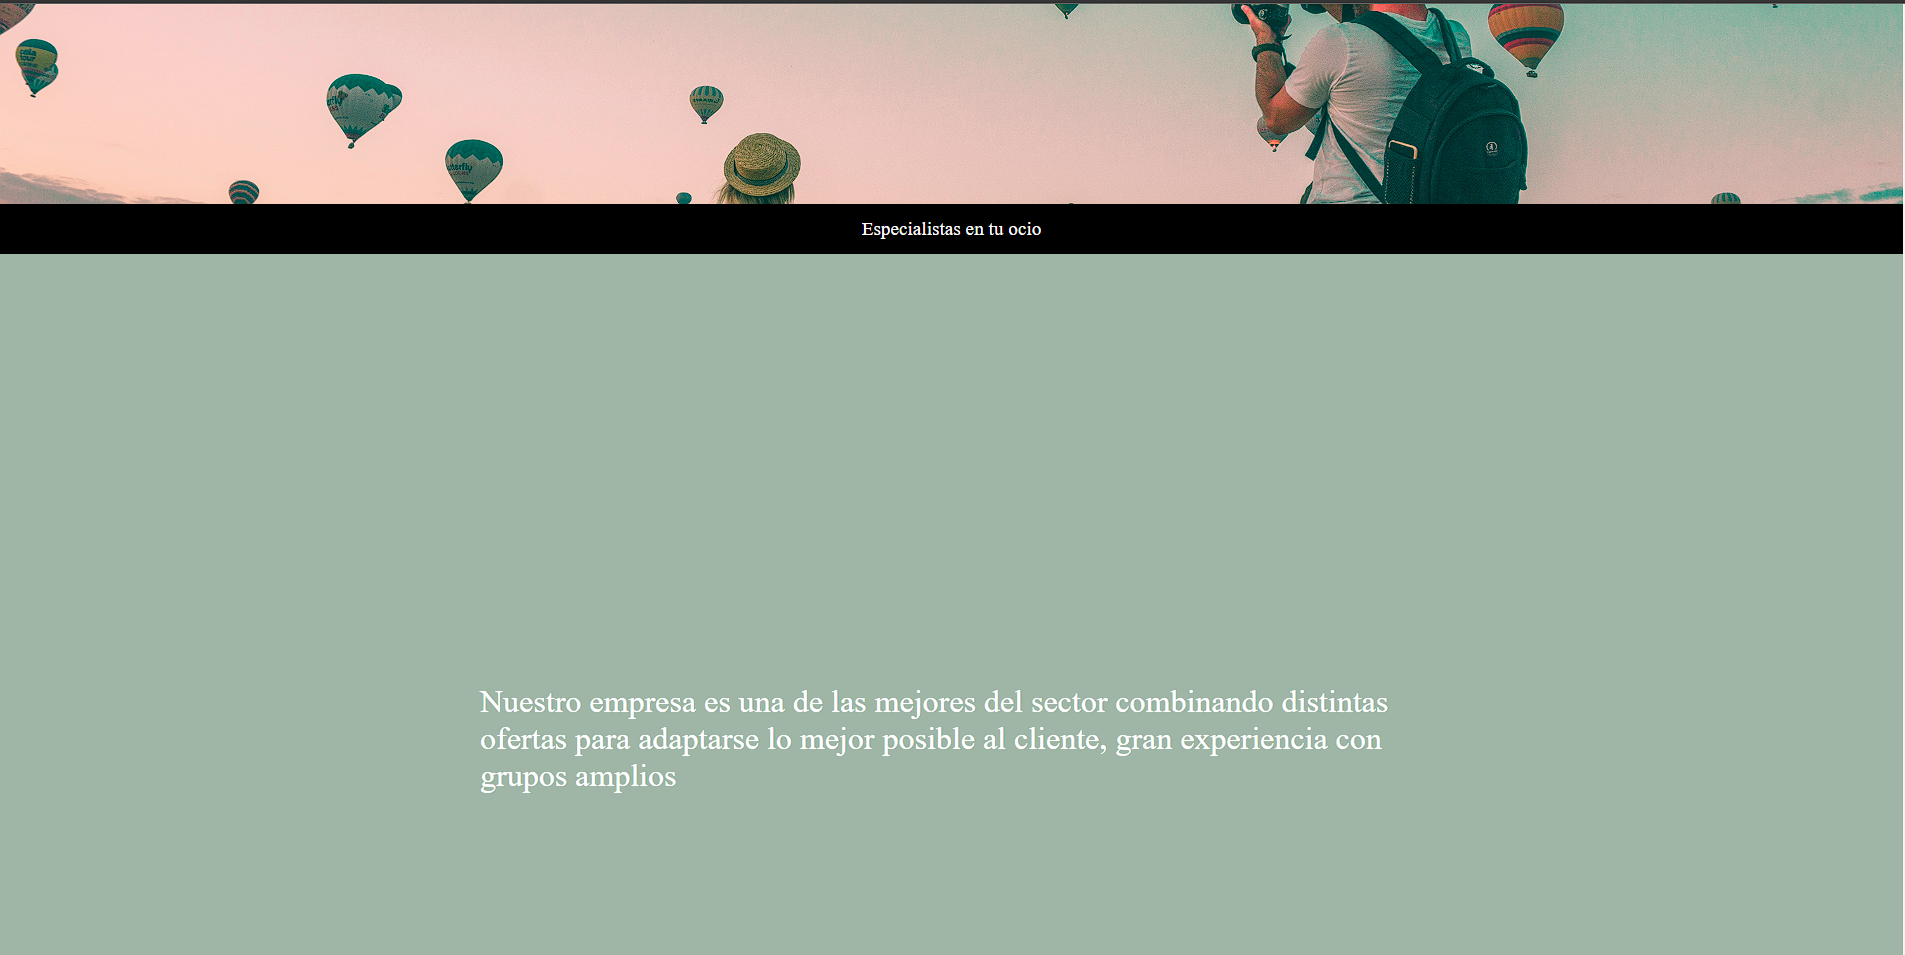 Especialistas en tu ocio
Nuestro empresa es una de las mejores del sector combinando distintas
ofertas para adaptarse lo mejor posible al cliente, gran experiencia con
grupos amplios